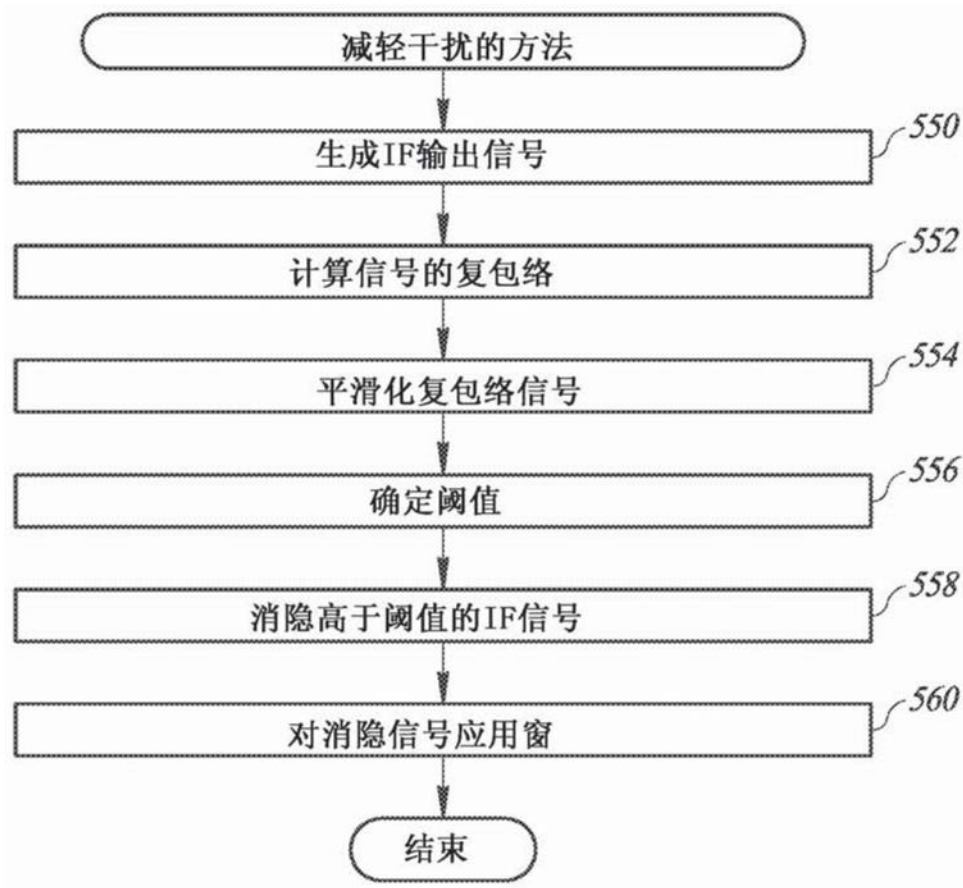 减轻干扰的方法
550
生成IF输出信号
552
计算信号的复包络
554
平滑化复包络信号
556
确定阈值
558
消隐高于阈值的IF信号
560
对消隐信号应用窗
结束